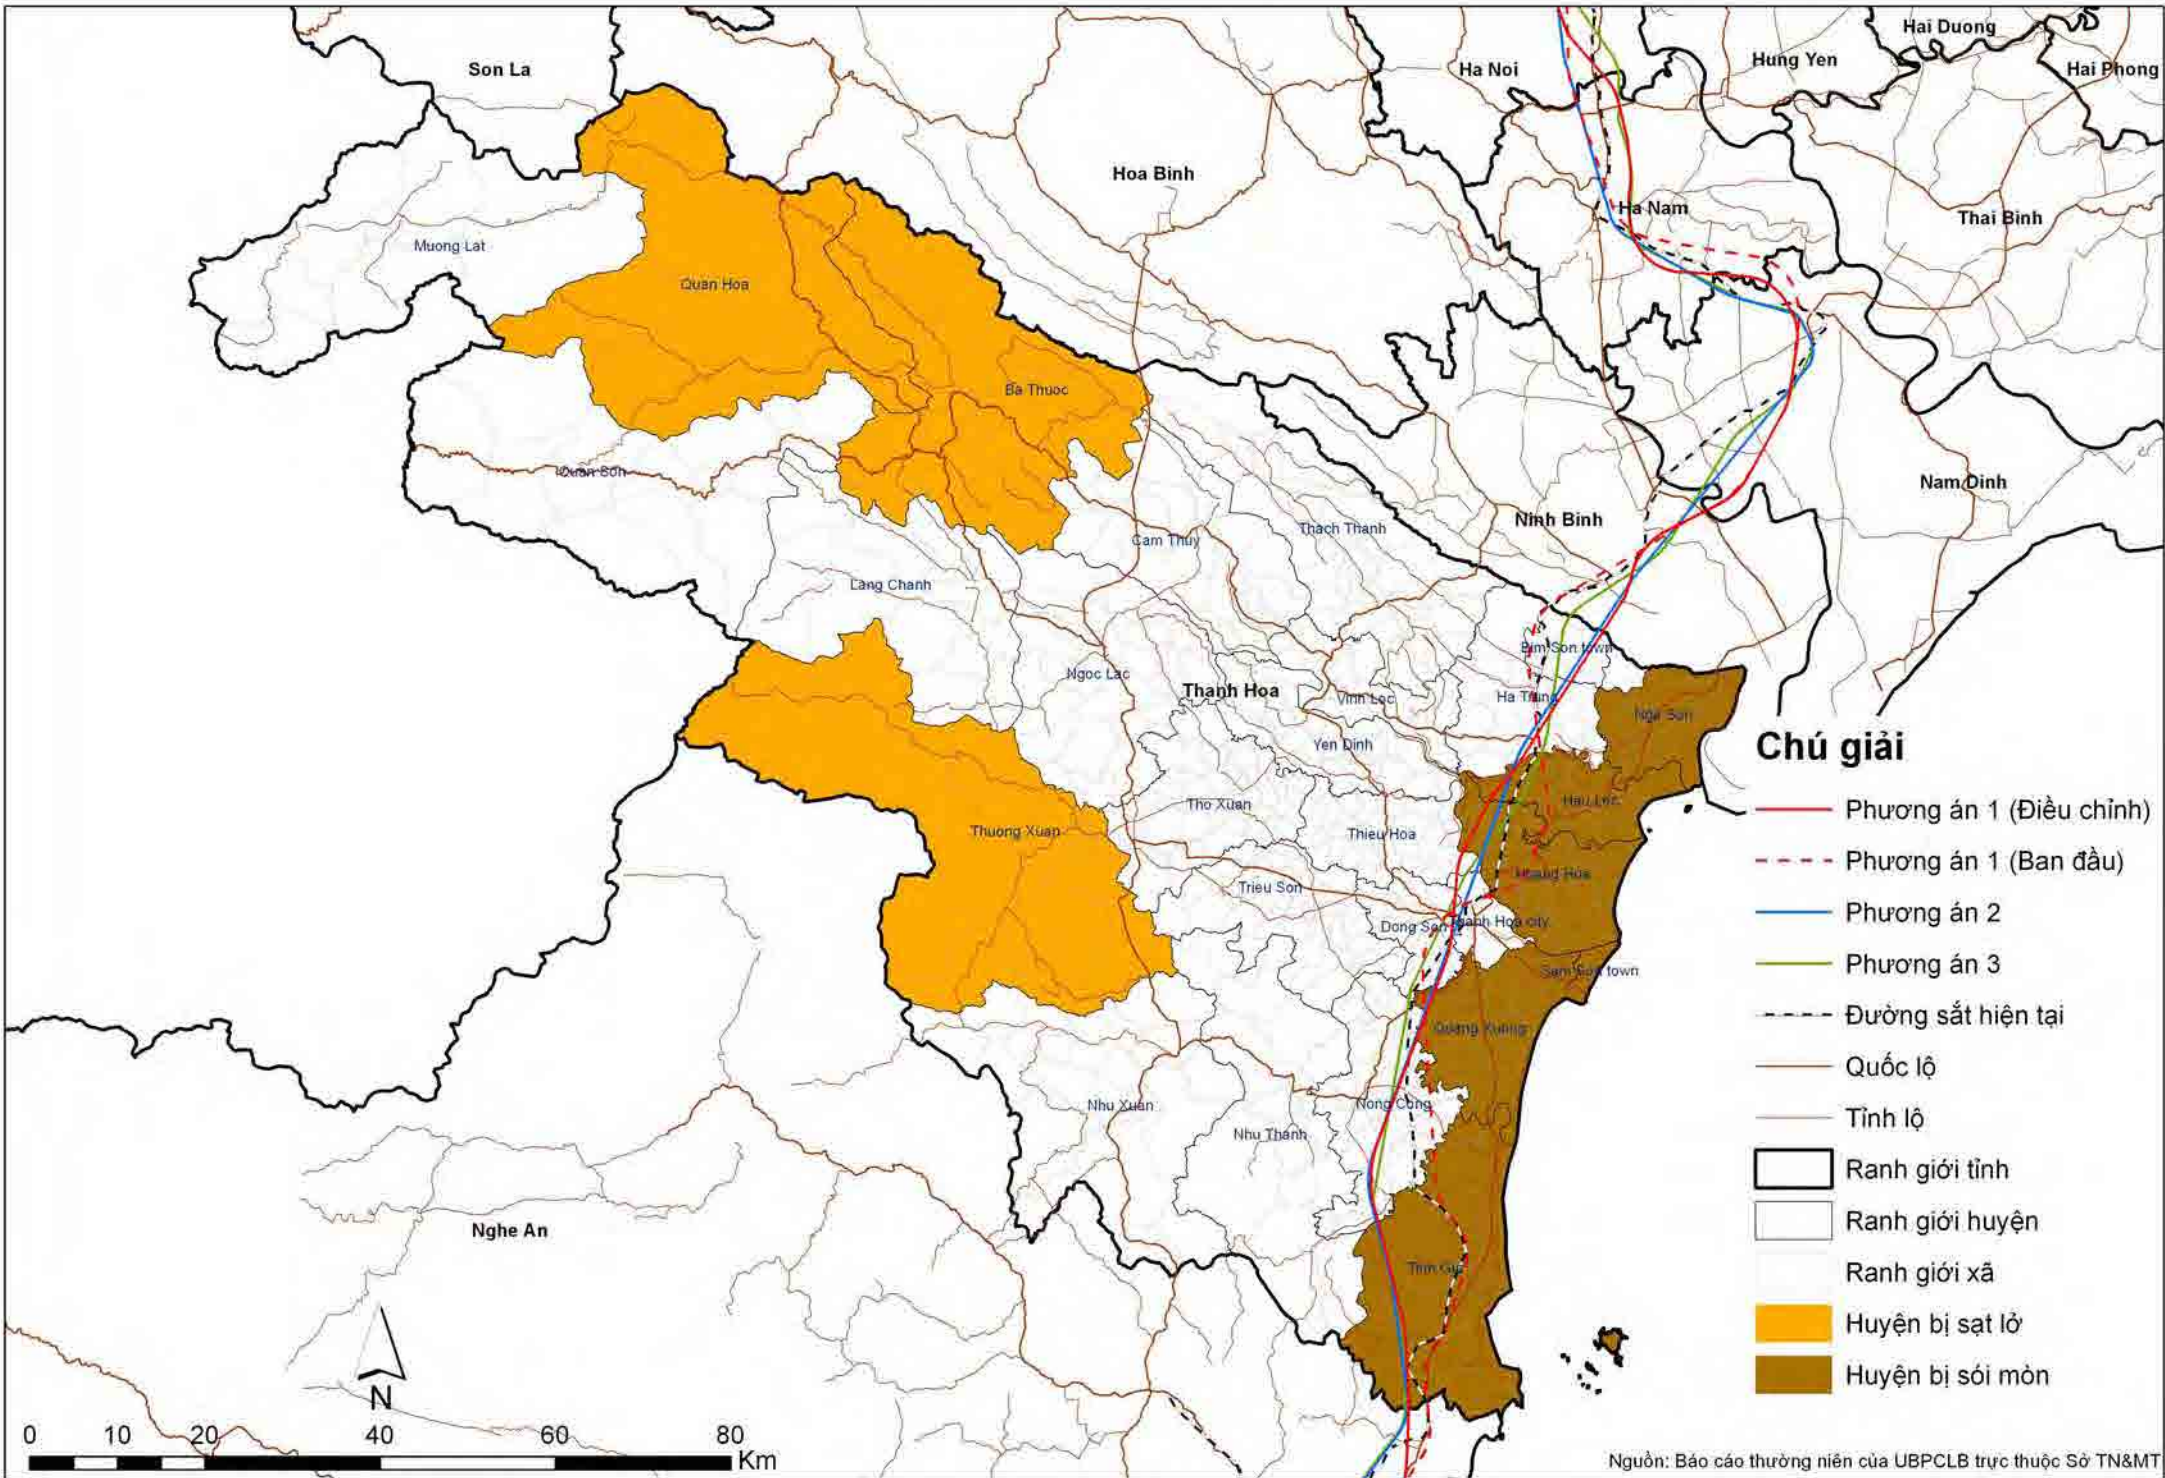 Hai Duong
Son La
Ha Noi
Hung Yen
Hai Phong
Hoa Binh
Ha Nam
Thai Binh
Muong Lat
Quan Hoa
Ba Thuoc
Quan Son
Nam Dinh
Ninh Binh
Thach Thanh
Cam Thuy
Lang Chanh
Bim Son town
Ngoc Lac
Thanh Hoa
Vinh Loc
Ha Trung
Nga Son
Yen Dinh
Tho Xuan
Hau Loc
Thuong Xuan
Thieu Hoa
Hoang Hoa
Trieu Son
Dong Son
Thanh Hoa city
Sam Son town
Quang Xuong
Nhu Xuan
Nong Cong
Nhu Thanh
Nghe An
Tinh Gia
Chú giải
Phương án 1 (Điều chỉnh)
Phương án 1 (Ban đầu)
Phương án 2
Phương án 3
Đường sắt hiện tại
Quốc lộ
Tỉnh lộ
Ranh giới tỉnh
Ranh giới huyện
Ranh giới xã
Huyện bị sạt lở
Huyện bị sói mòn
N
0 10 20 40 60 80
Km
Nguồn: Báo cáo thường niên của UBPCLB trực thuộc Sở TN&MT